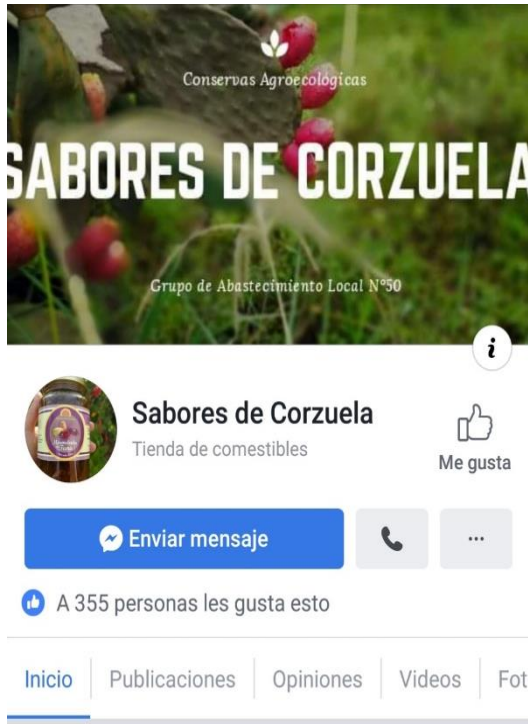 Conservas Agroecológicas
SABORES DE CORZUELA
Grupo de Abastecimiento Local N°50
i
Sabores de Corzuela
Tienda de comestibles
Me gusta
Enviar mensaje
...
A 355 personas les gusta esto
Inicio Publicaciones Opiniones Videos Fot